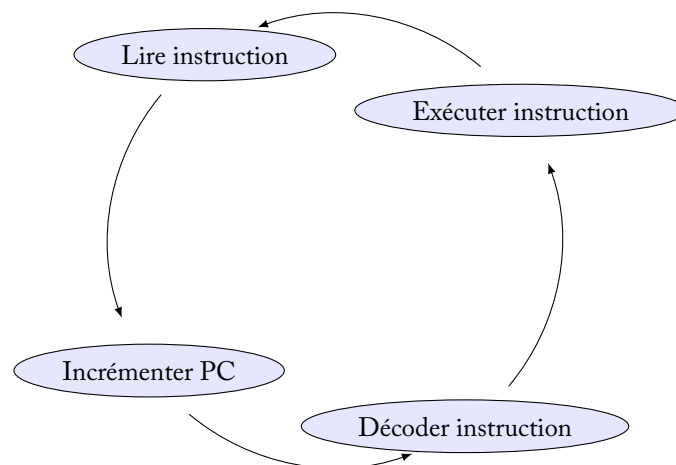 Lire instruction
Exécuter instruction
Incrémenter PC
Décoder instruction